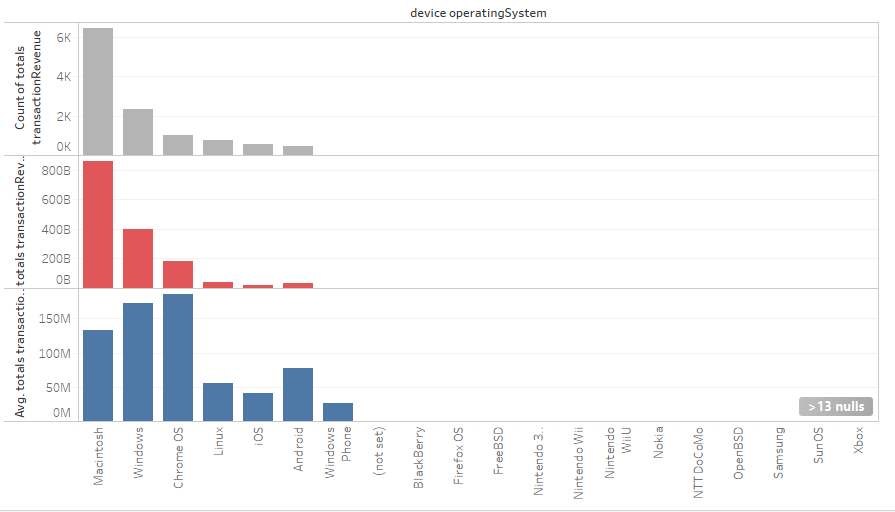 device operatingSystem
Count of totals
transactionRevenue
6K
4K
2K
0K
totals transactionRev..
800B
600B
400B
200B
0B
Avg. totals transactio..
150M
100M
50M
0M
>13 nulls
Macintosh
Windows
Chrome OS
Linux
iOS
Android
Windows
Phone
(not set)
BlackBerry
Firefox OS
FreeBSD
Nintendo 3..
Nintendo Wii
Nintendo
WiiU
Nokia
NTT DoCoMo
OpenBSD
Samsung
SunOS
Xbox